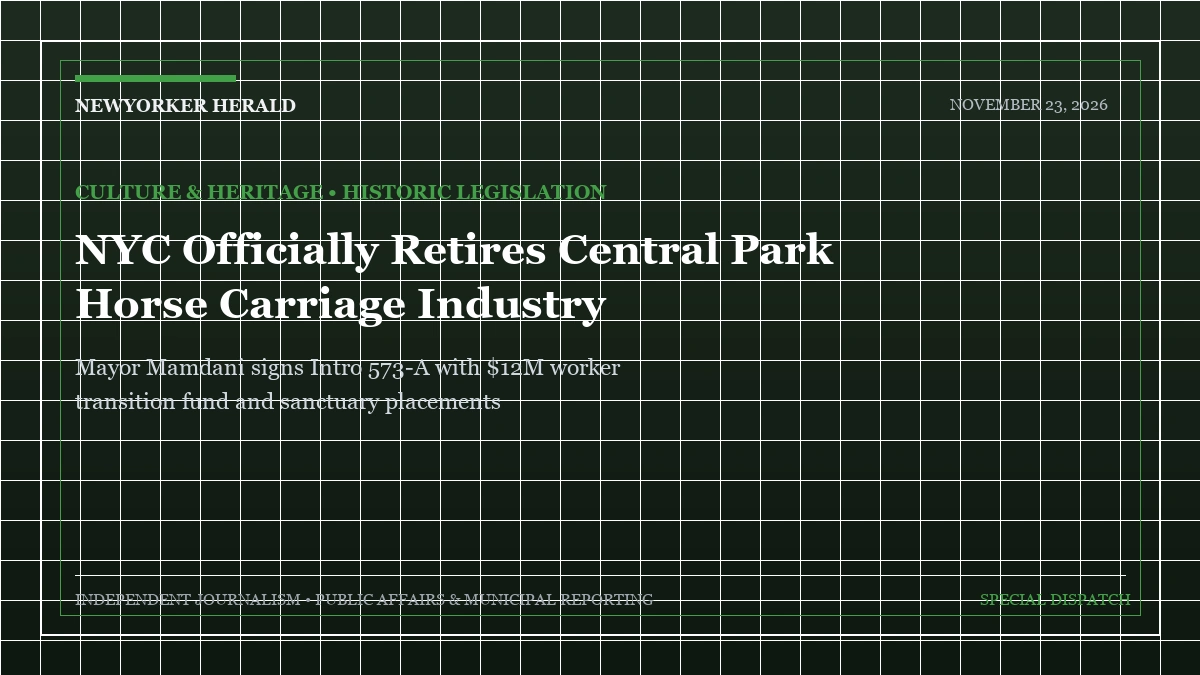 NEWYORKER HERALD
NOVEMBER 23, 2026
CULTURE & HERITAGE • HISTORIC LEGISLATION
NYC Officially Retires Central Park
Horse Carriage Industry
Mayor Mamdani signs Intro 573-A with $12M worker
transition fund and sanctuary placements
INDEPENDENT JOURNALISM • PUBLIC AFFAIRS & MUNICIPAL REPORTING
SPECIAL DISPATCH